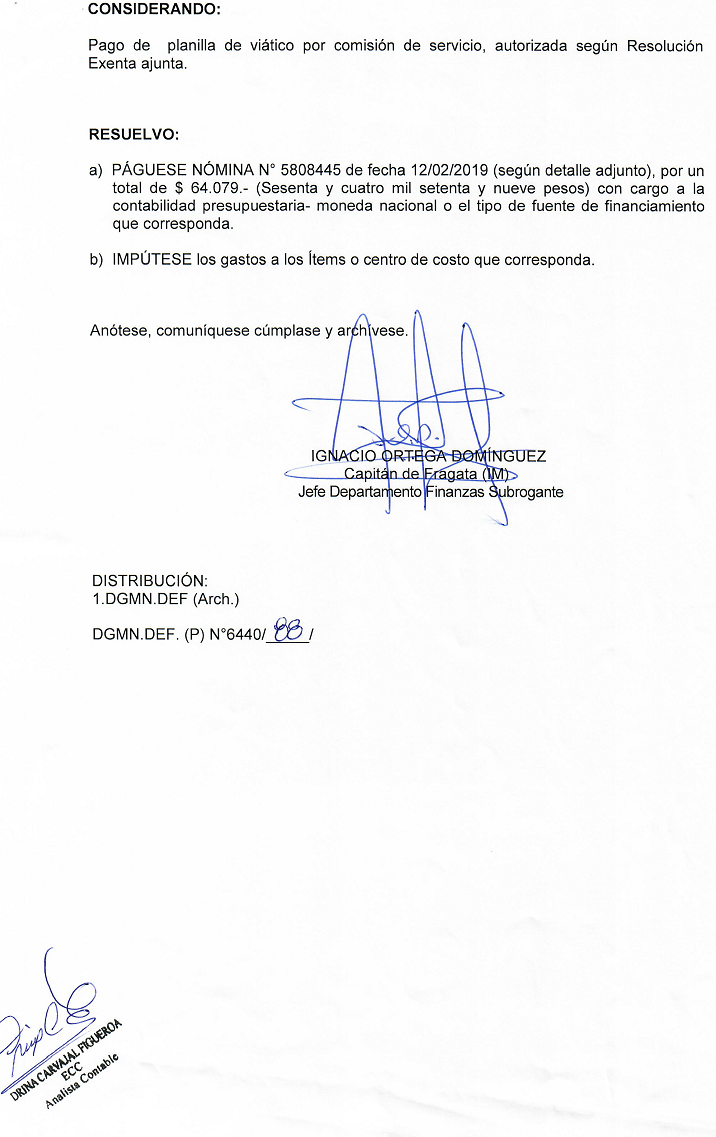 CONSIDERANDO:
Pago de planilla de viático por comisión de servicio, autorizada según Resolución
Exenta ajunta.
RESUELVO:
a) PÁGUESE NÓMINA N° 5808445 de fecha 12/02/2019 (según detalle adjunto), por un
total de $ 64.079.- (Sesenta y cuatro mil setenta y nueve pesos) con cargo a la
contabilidad presupuestaria- moneda nacional o el tipo de fuente de financiamiento
que corresponda.
b) IMPÚTESE los gastos a los Ítems o centro de costo que corresponda.
Anótese, comuníquese cúmplase y archívese.
IGNACIO ORTEGA DOMÍNGUEZ
Capitán de Fragata (IM)
Jefe Departamento Finanzas Subrogante
DISTRIBUCIÓN:
1.DGMN.DEF (Arch.)
DGMN.DEF. (P) N°6440/ /
DRINA CARVAJAL FIGUEROA
ECC
Analista Contable